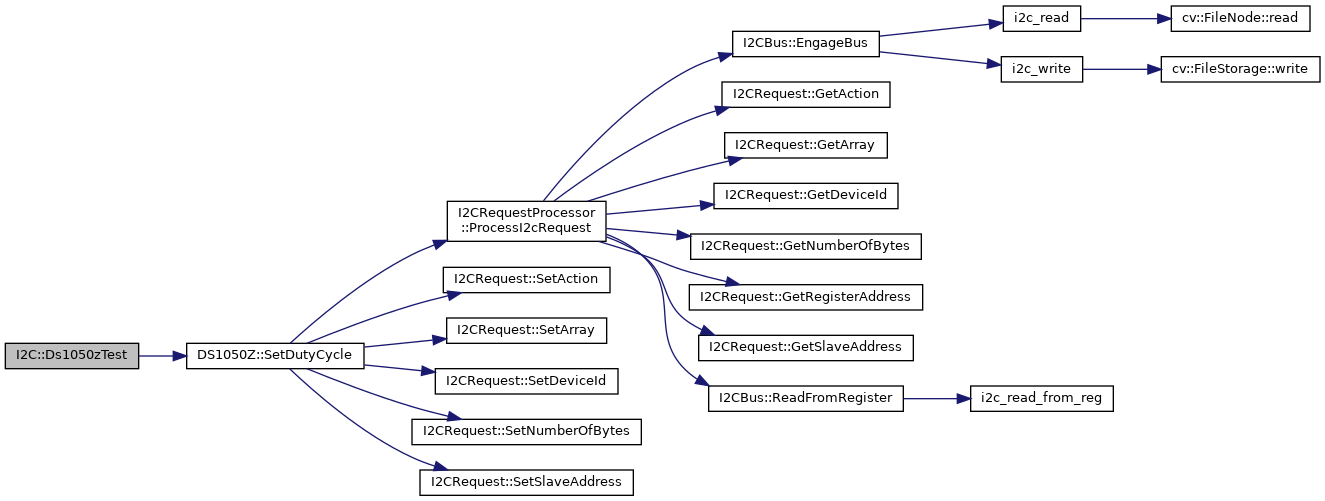 I2C::Ds1050zTest
DS1050Z::SetDutyCycle
I2CRequestProcessor
::ProcessI2cRequest
I2CRequest::SetAction
I2CRequest::SetArray
I2CRequest::SetDeviceId
I2CRequest::SetNumberOfBytes
I2CRequest::SetSlaveAddress
I2CBus::EngageBus
I2CRequest::GetAction
I2CRequest::GetArray
I2CRequest::GetDeviceId
I2CRequest::GetNumberOfBytes
I2CRequest::GetRegisterAddress
I2CRequest::GetSlaveAddress
I2CBus::ReadFromRegister
i2c_read
i2c_write
i2c_read_from_reg
cv::FileNode::read
cv::FileStorage::write